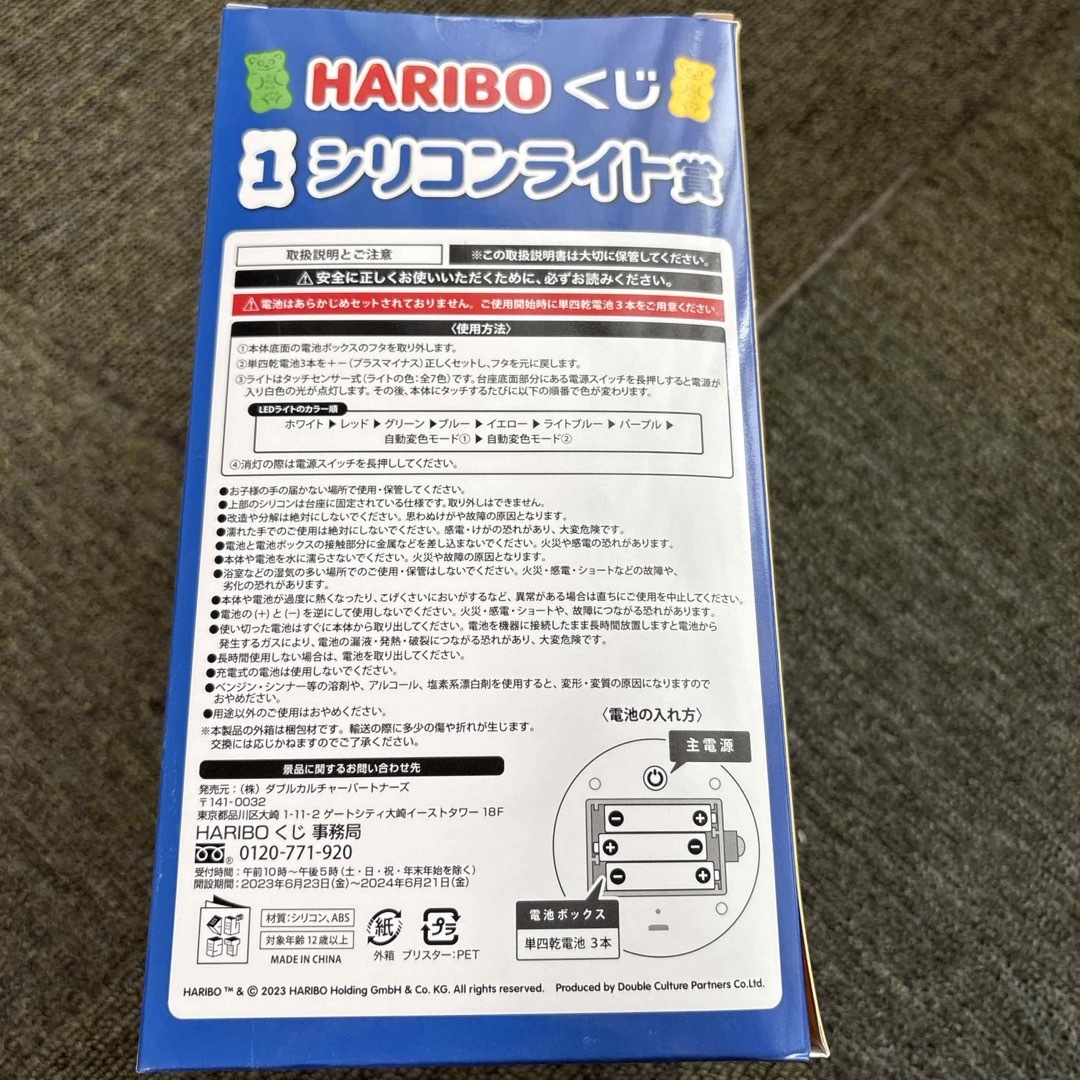 HARIBO くじ
1 シリコンライト賞
取扱説明とご注意
※この取扱説明書は大切に保管してください。
⚠安全に正しくお使いいただくために、必ずお読みください。
⚠電池はあらかじめセットされておりません。ご使用開始時に単四乾電池3本をご用意ください。
〈使用方法〉
①本体底面の電池ボックスのフタを取り外します。
②単四乾電池3本を＋－(プラスマイナス)正しくセットし、フタを元に戻します。
③ライトはタッチセンサー式(ライトの色：全7色)です。台座底面部分にある電源スイッチを長押しすると電源が
入り白色の光が点灯します。その後、本体にタッチするたびに以下の順番で色が変わります。
LEDライトのカラー順
ホワイト ▶ レッド ▶ グリーン ▶ブルー ▶ イエロー ▶ ライトブルー ▶ パープル ▶
自動変色モード① ▶ 自動変色モード②
④消灯の際は電源スイッチを長押ししてください。
●お子様の手の届かない場所で使用・保管してください。
●上部のシリコンは台座に固定されている仕様です。取り外しはできません。
●改造や分解は絶対にしないでください。思わぬけがや故障の原因となります。
●濡れた手でのご使用は絶対にしないでください。感電・けがの恐れがあり、大変危険です。
●電池と電池ボックスの接触部分に金属などを差し込まないでください。火災や感電の恐れがあります。
●本体や電池を水に濡らさないでください。火災や故障の原因となります。
●浴室などの湿気の多い場所でのご使用・保管はしないでください。火災・感電・ショートなどの故障や、
劣化の恐れがあります。
●本体や電池が過度に熱くなったり、こげくさいにおいがするなど、異常がある場合は直ちにご使用を中止してください。
●電池の(+)と(－)を逆にして使用しないでください。火災・感電・ショートや、故障につながる恐れがあります。
●使い切った電池はすぐに本体から取り出してください。電池を機器に接続したまま長時間放置しますと電池から
発生するガスにより、電池の漏液・発熱・破裂につながる恐れがあり、大変危険です。
●長時間使用しない場合は、電池を取り出してください。
●充電式の電池は使用しないでください。
●ベンジン・シンナー等の溶剤や、アルコール、塩素系漂白剤を使用すると、変形・変質の原因になりますので
おやめださい。
●用途以外のご使用はおやめください。
※本製品の外箱は梱包材です。輸送の際に多少の傷や折れが生じます。
交換には応じかねますのでご了承ください。
〈電池の入れ方〉
主電源
電池ボックス
単四乾電池 3本
景品に関するお問い合わせ先
発売元：(株)ダブルカルチャーパートナーズ
〒141-0032
東京都品川区大崎 1-11-2 ゲートシティ大崎イーストタワー 18F
HARIBO くじ 事務局
0120-771-920
受付時間：午前10時～午後5時(土・日・祝・年末年始を除く)
開設期間：2023年6月23日(金)～2024年6月21日(金)
材質：シリコン、ABS
対象年齢12歳以上
MADE IN CHINA
紙
外箱
プラ
ブリスター：PET
HARIBO ™ & © 2023 HARIBO Holding GmbH & Co. KG. All rights reserved. Produced by Double Culture Partners Co.Ltd.